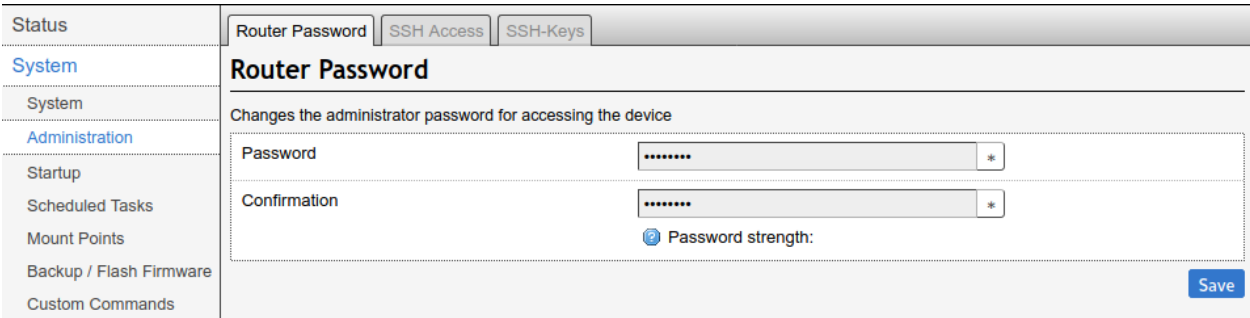 Status
System
System
Administration
Startup
Scheduled Tasks
Mount Points
Backup / Flash Firmware
Custom Commands
Router Password SSH Access SSH-Keys
Router Password
Changes the administrator password for accessing the device
Password •••••••• *
Confirmation •••••••• *
Password strength:
Save